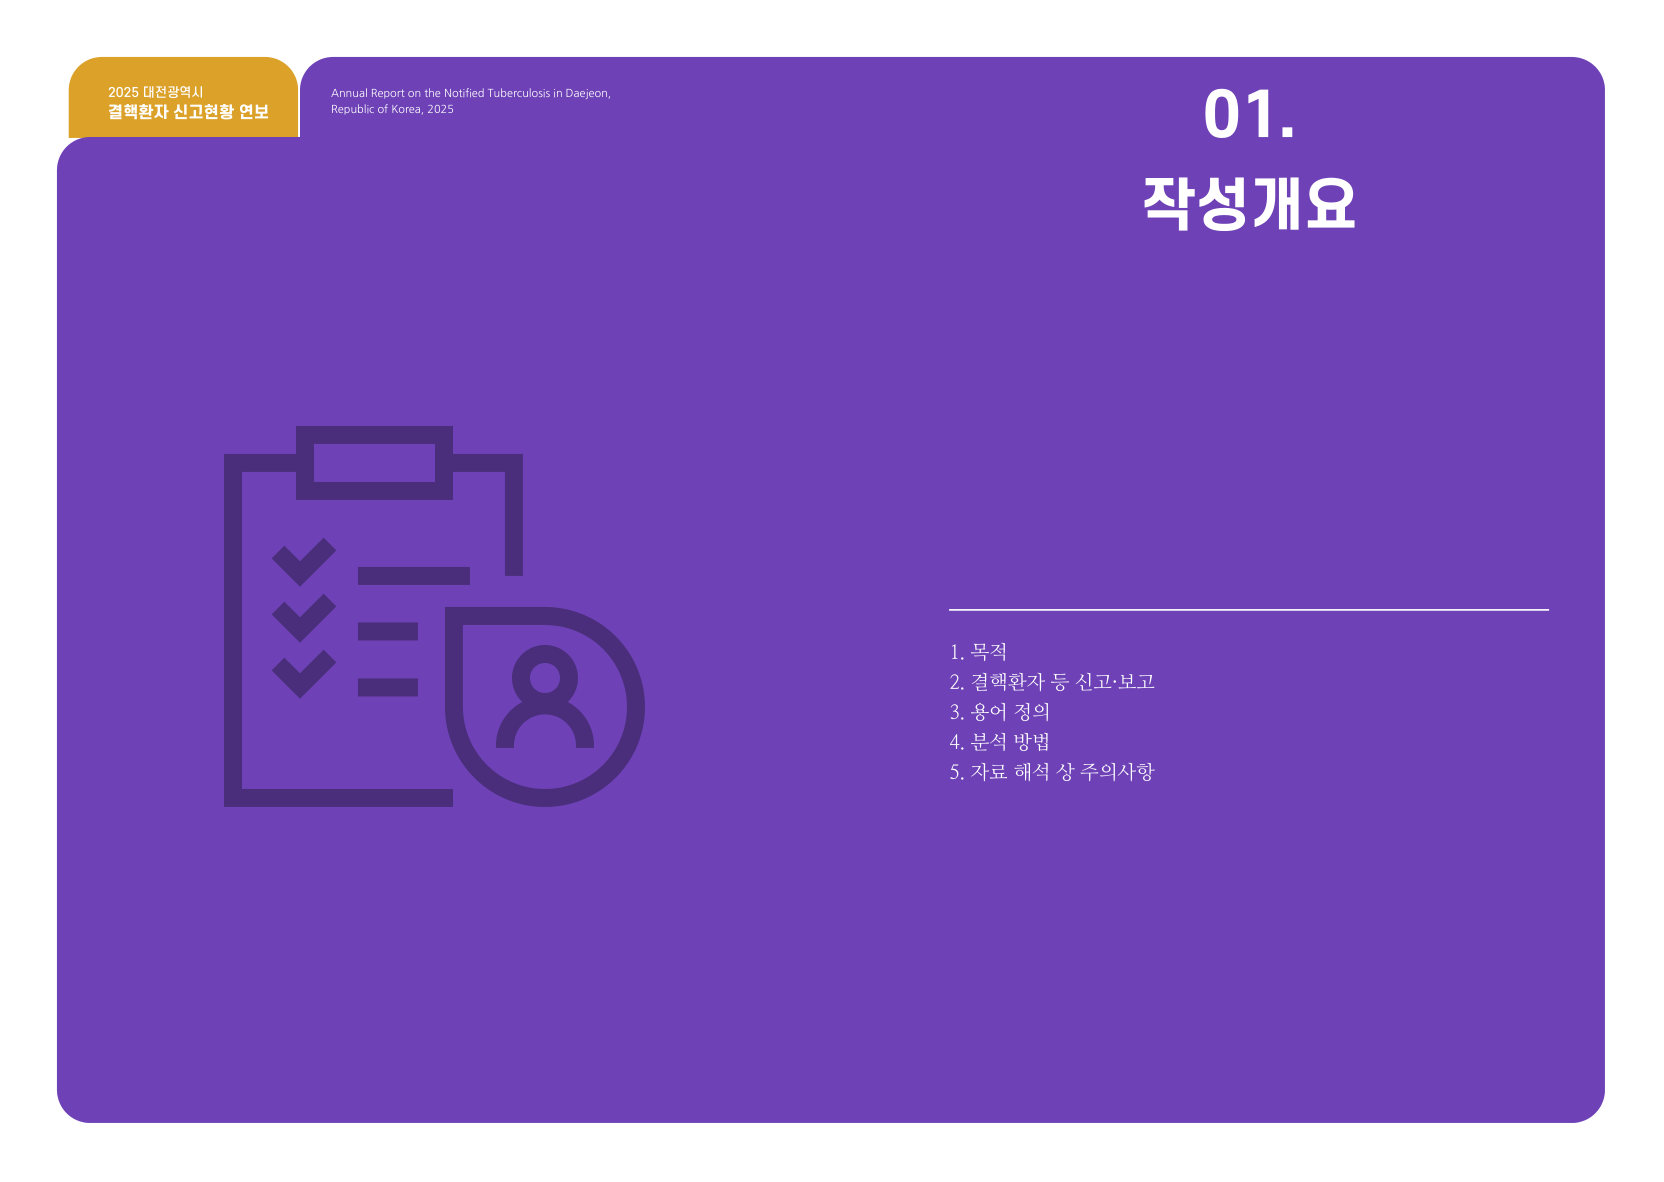 2025 대전광역시
결핵환자 신고현황 연보
Annual Report on the Notified Tuberculosis in Daejeon,
Republic of Korea, 2025
01.
작성개요
1. 목적
2. 결핵환자 등 신고·보고
3. 용어 정의
4. 분석 방법
5. 자료 해석 상 주의사항